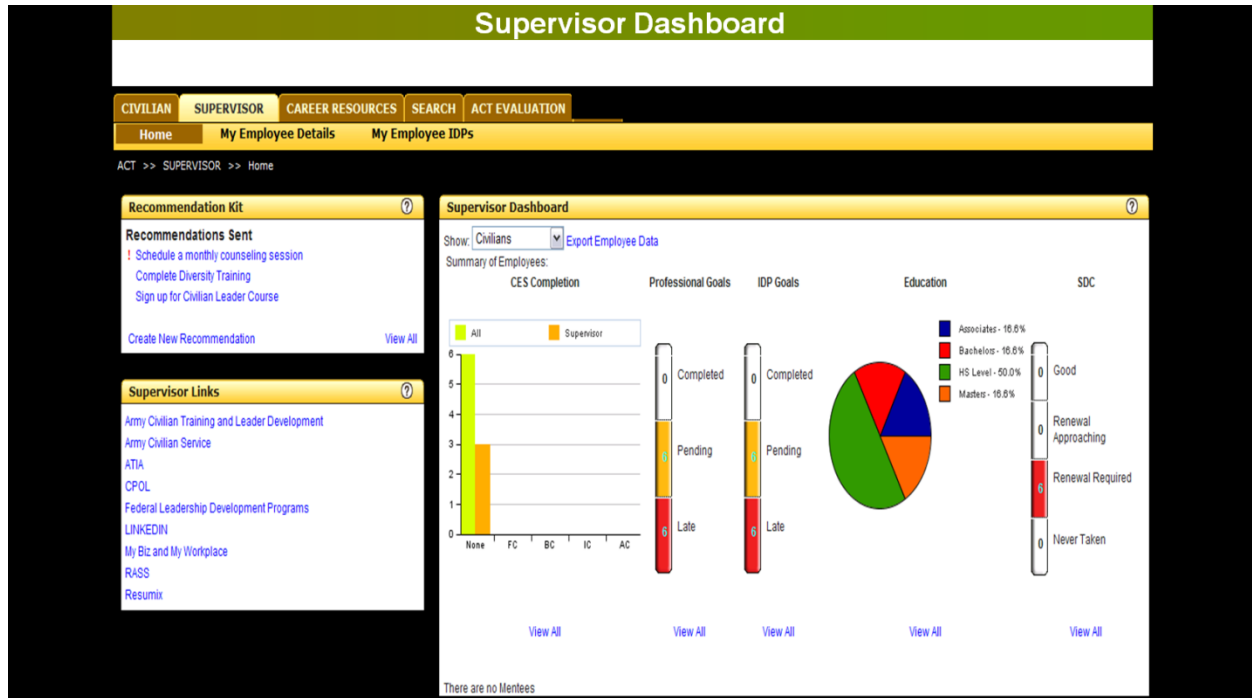 Supervisor Dashboard
CIVILIAN SUPERVISOR CAREER RESOURCES SEARCH ACT EVALUATION
Home My Employee Details My Employee IDPs
ACT >> SUPERVISOR >> Home
Recommendation Kit ?
Recommendations Sent
! Schedule a monthly counseling session
Complete Diversity Training
Sign up for Civilian Leader Course
Create New Recommendation View All
Supervisor Links ?
Army Civilian Training and Leader Development
Army Civilian Service
ATIA
CPOL
Federal Leadership Development Programs
LINKEDIN
My Biz and My Workplace
RASS
Resumix
Supervisor Dashboard ?
Show: Civilians Export Employee Data
Summary of Employees:
CES Completion
All Supervisor
6
5
4
3
2
1
0
None FC BC IC AC
View All
Professional Goals
0 Completed
6 Pending
6 Late
View All
IDP Goals
0 Completed
6 Pending
6 Late
View All
Education
Associates - 16.6%
Bachelors - 16.6%
HS Level - 50.0%
Masters - 16.6%
View All
SDC
0 Good
0 Renewal
Approaching
6 Renewal Required
0 Never Taken
View All
There are no Mentees